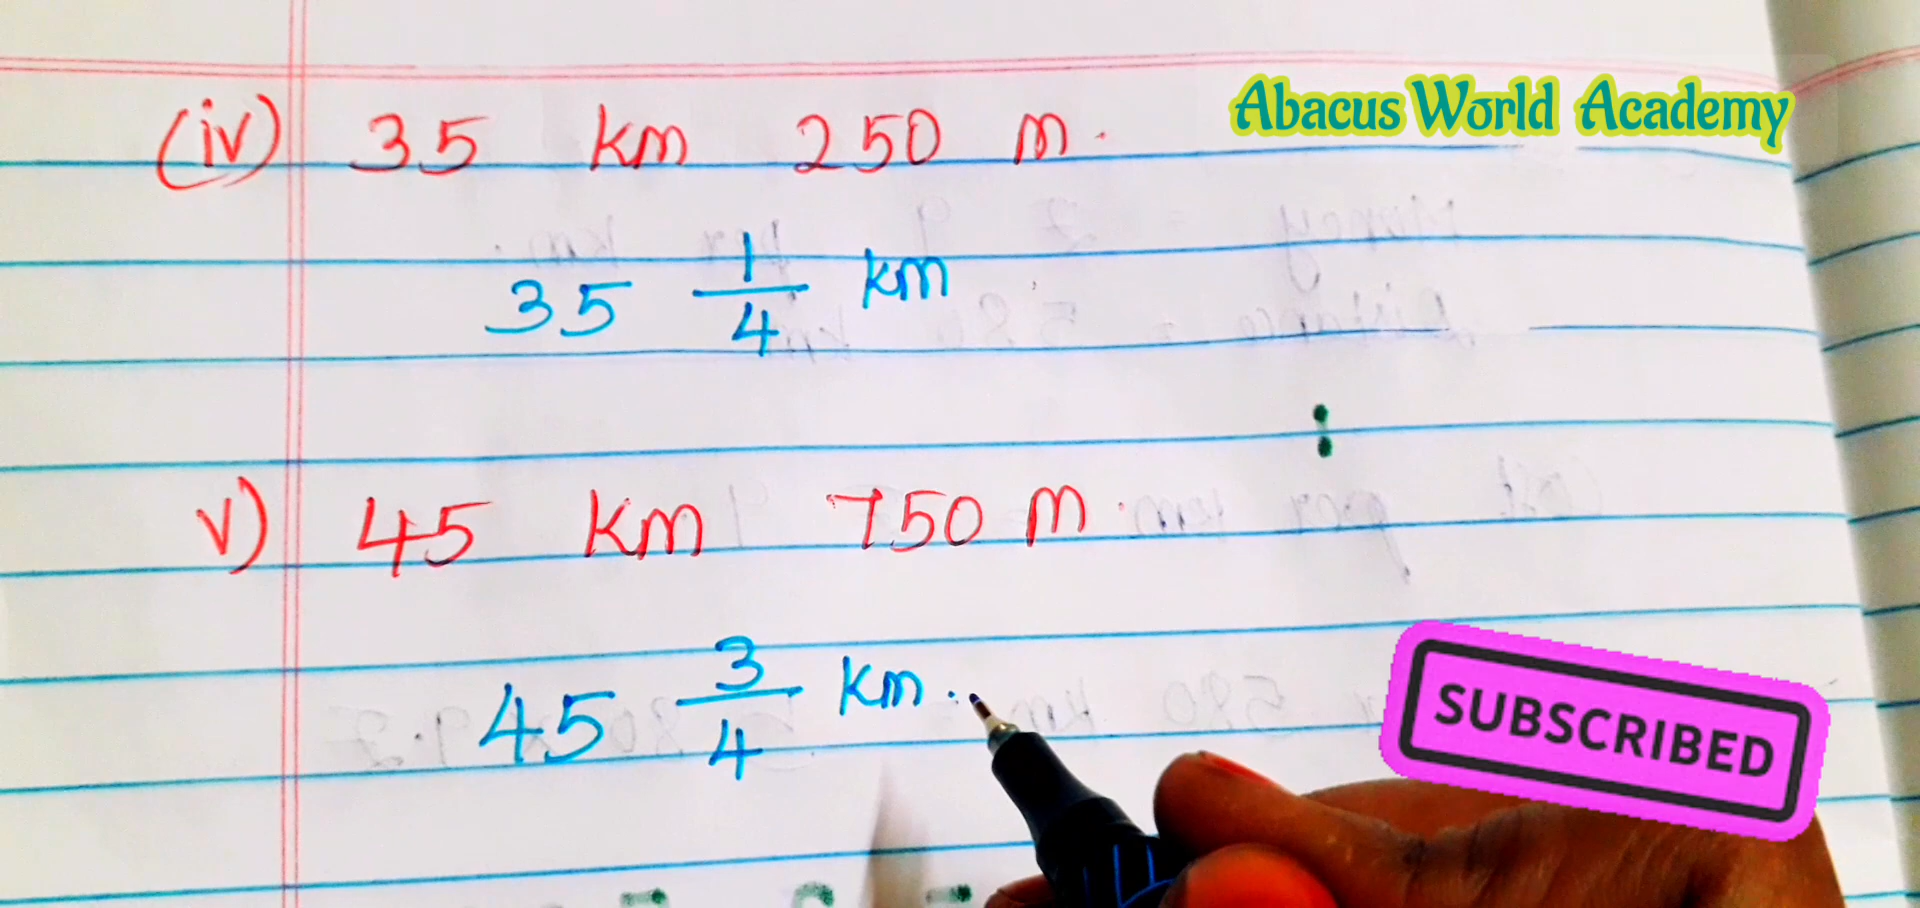 Abacus World Academy
(iv) 35 km 250 m.
35 1/4 km
v) 45 km 750 m.
45 3/4 km.
SUBSCRIBED